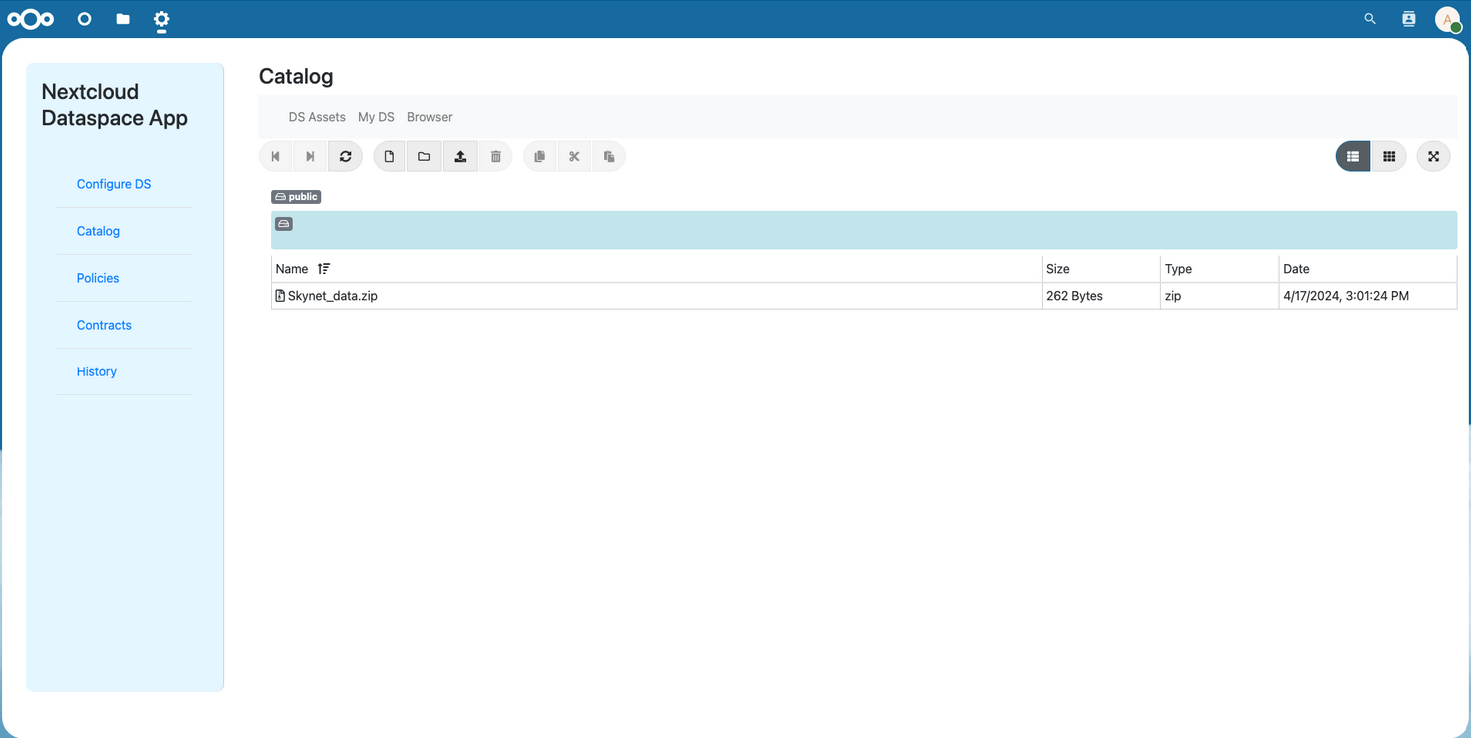 A
Nextcloud
Dataspace App
Configure DS
Catalog
Policies
Contracts
History
Catalog
DS Assets My DS Browser
public
Name Size Type Date
Skynet_data.zip 262 Bytes zip 4/17/2024, 3:01:24 PM